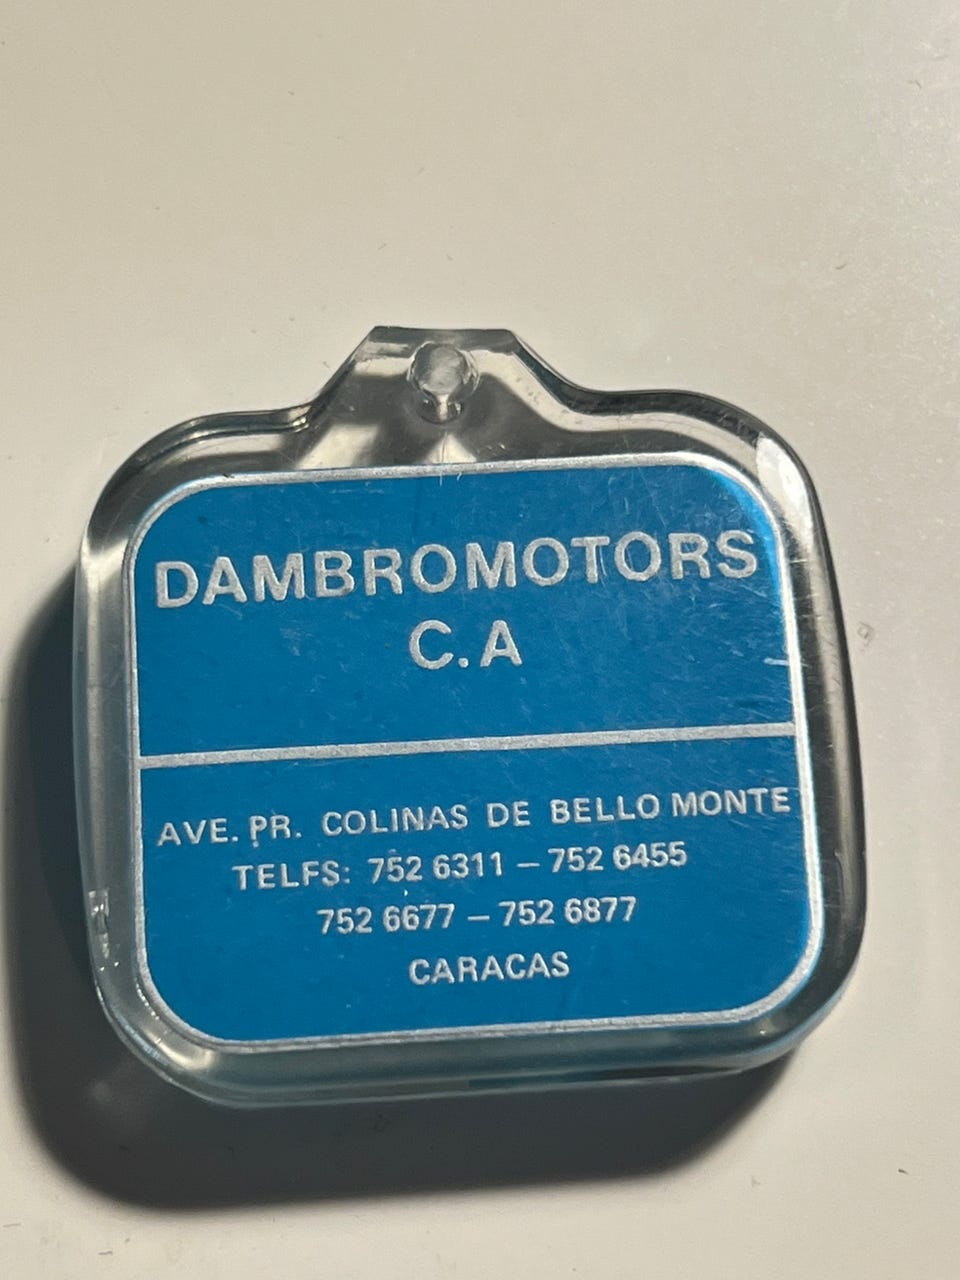 DAMBROMOTORS
C.A
AVE. PR. COLINAS DE BELLO MONTE
TELFS: 752 6311 – 752 6455
752 6677 – 752 6877
CARACAS